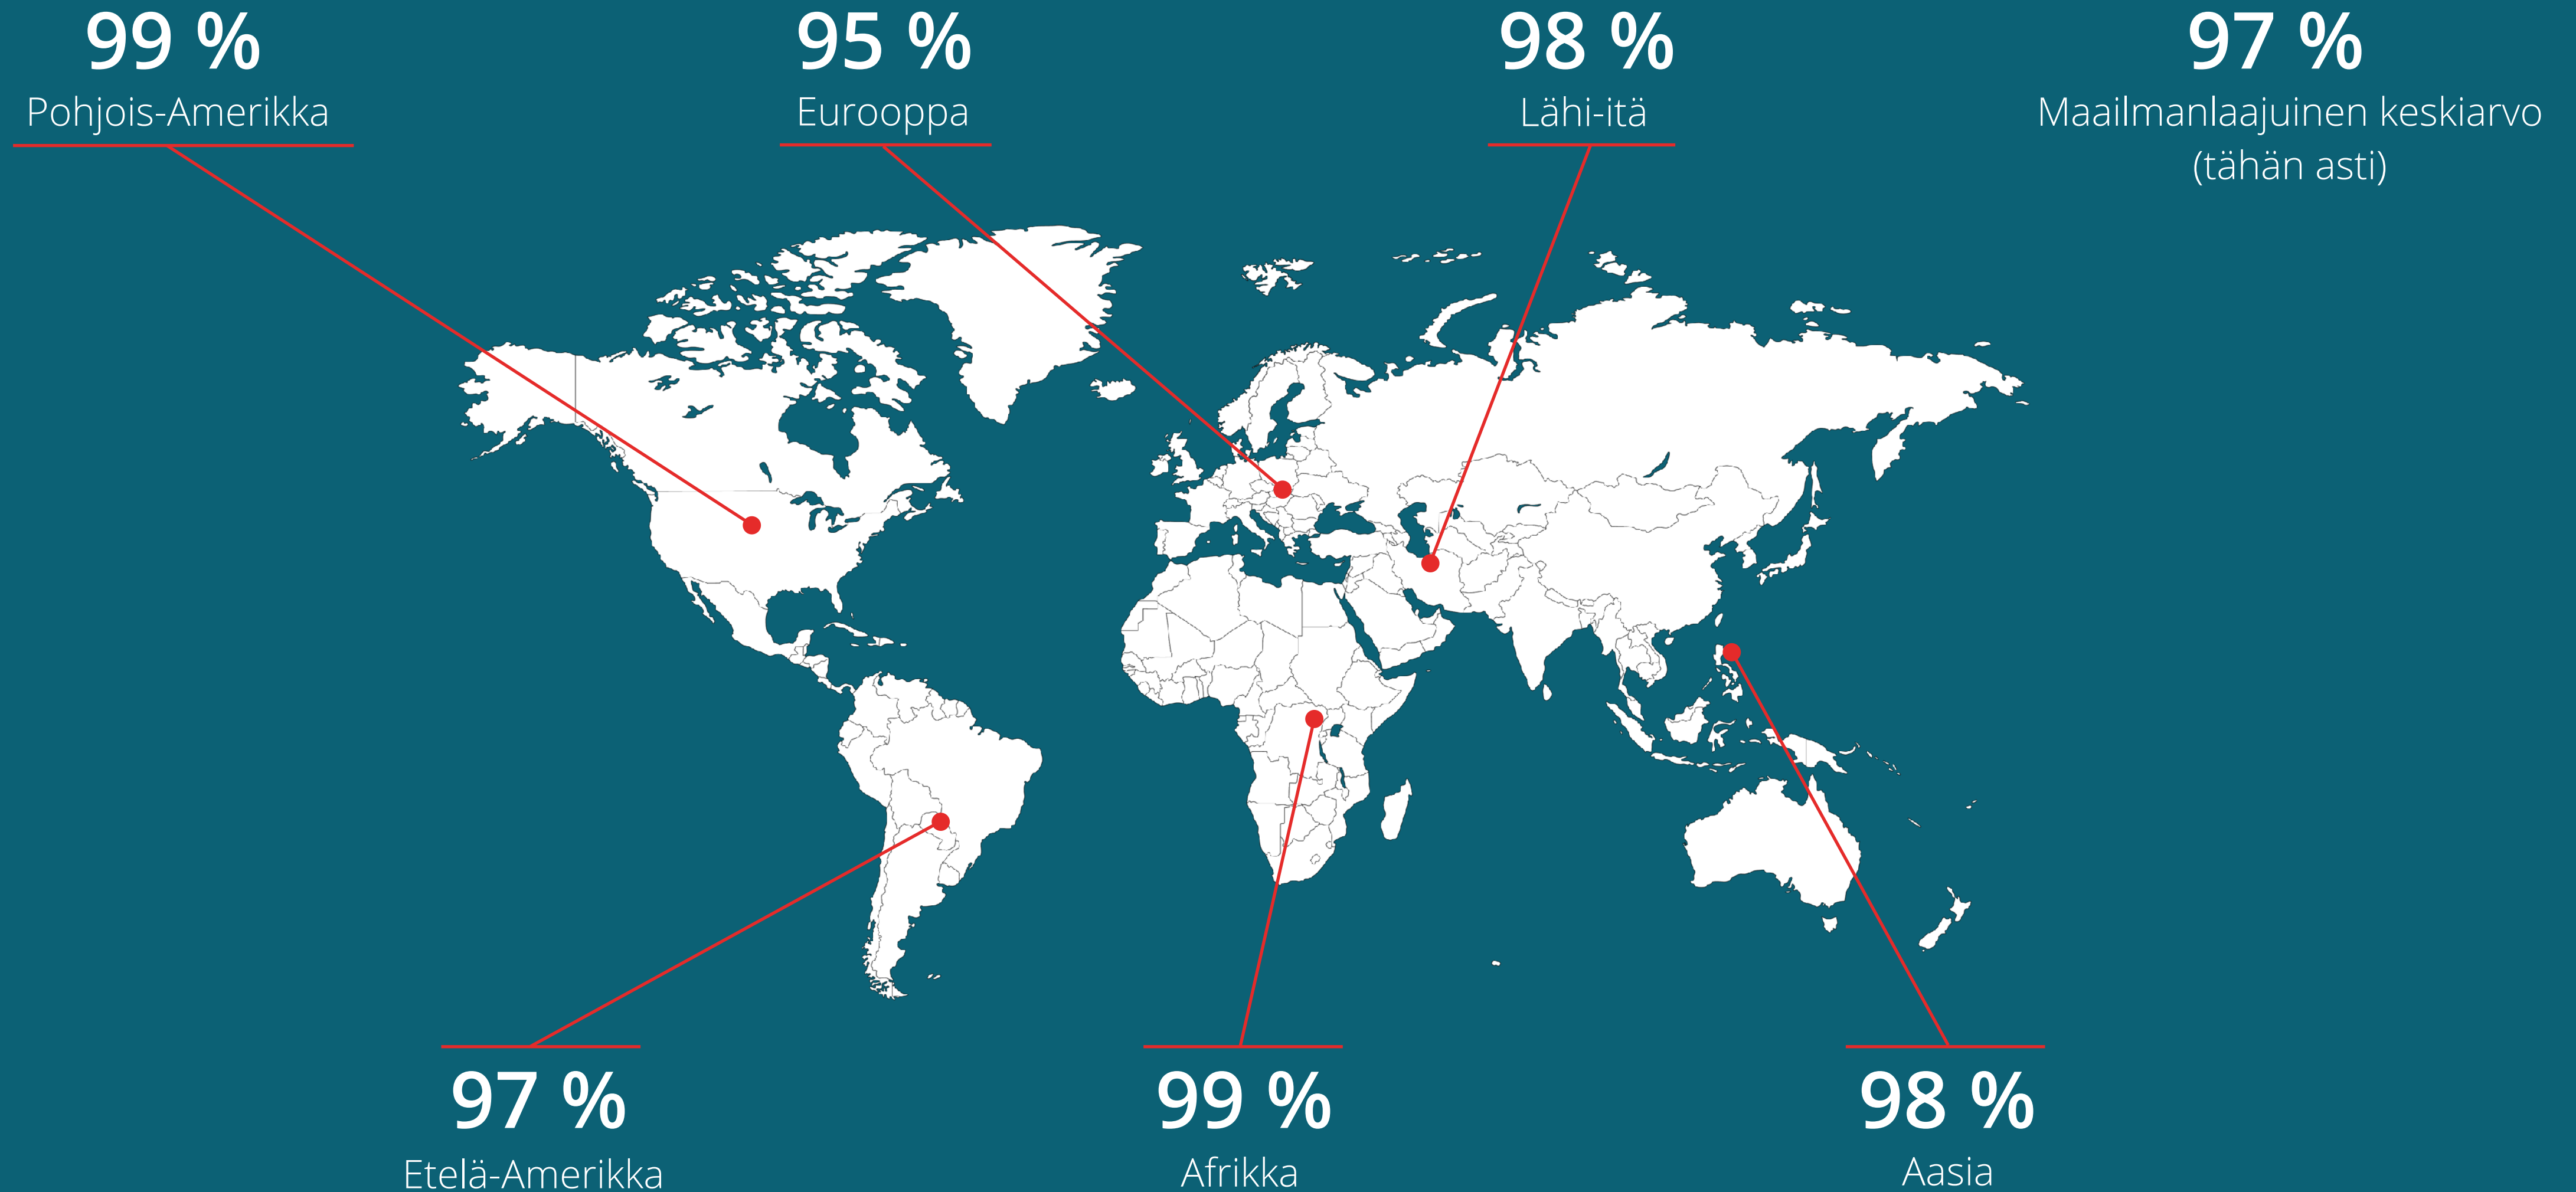 99 %
Pohjois-Amerikka
95 %
Eurooppa
98 %
Lähi-itä
97 %
Maailmanlaajuinen keskiarvo
(tähän asti)
97 %
Etelä-Amerikka
99 %
Afrikka
98 %
Aasia